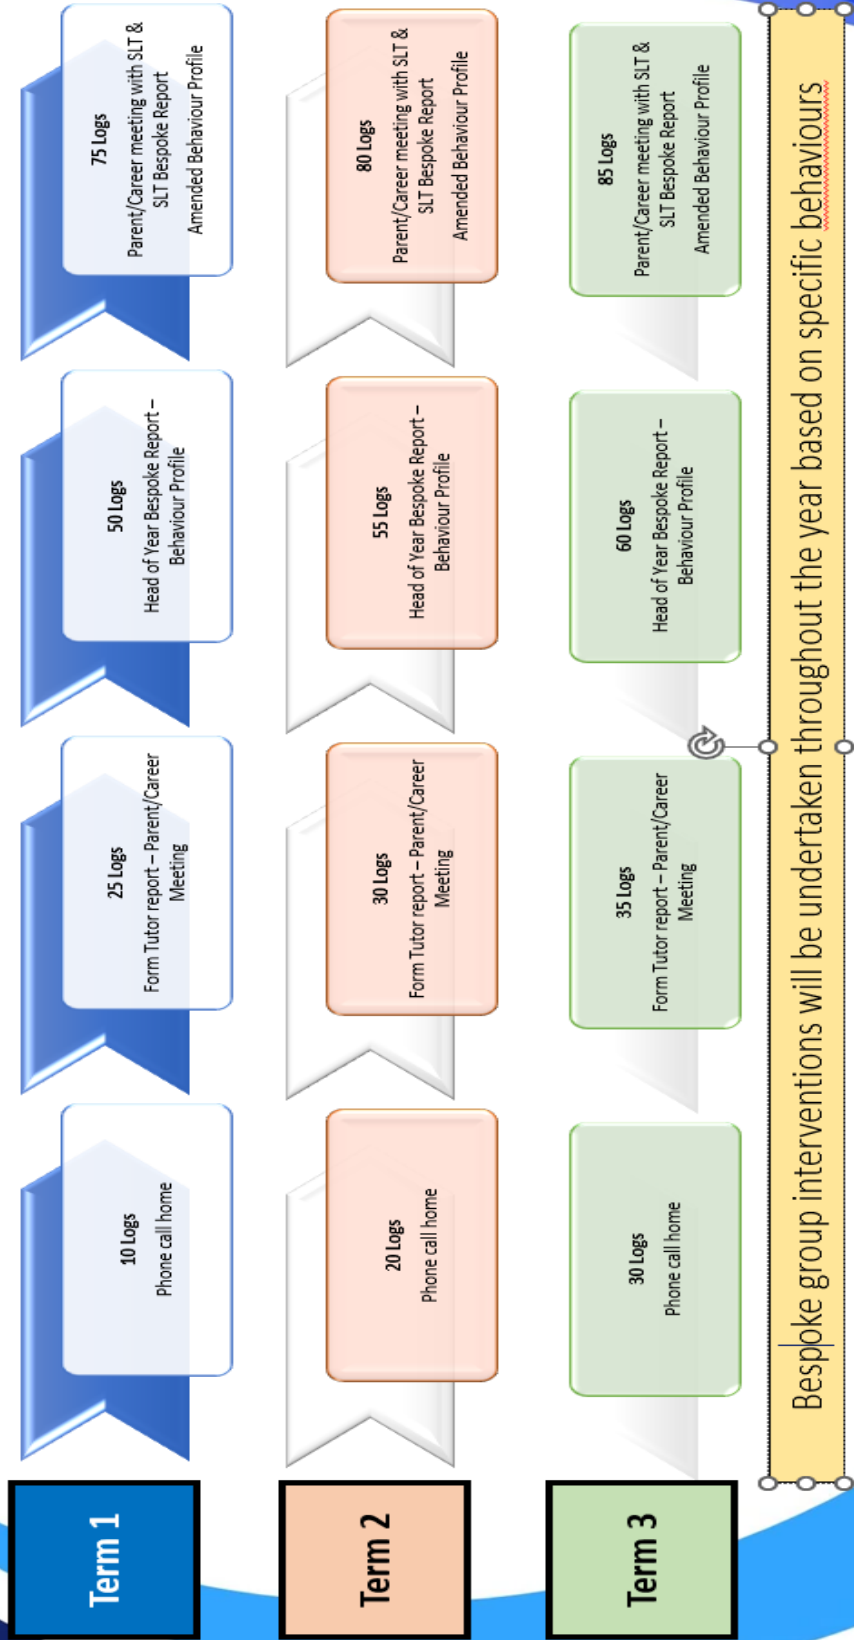 Term 1
10 Logs
Phone call home
25 Logs
Form Tutor report – Parent/Career
Meeting
50 Logs
Head of Year Bespoke Report –
Behaviour Profile
75 Logs
Parent/Career meeting with SLT &
SLT Bespoke Report
Amended Behaviour Profile
Term 2
20 Logs
Phone call home
30 Logs
Form Tutor report – Parent/Career
Meeting
55 Logs
Head of Year Bespoke Report –
Behaviour Profile
80 Logs
Parent/Career meeting with SLT &
SLT Bespoke Report
Amended Behaviour Profile
Term 3
30 Logs
Phone call home
35 Logs
Form Tutor report – Parent/Career
Meeting
60 Logs
Head of Year Bespoke Report –
Behaviour Profile
85 Logs
Parent/Career meeting with SLT &
SLT Bespoke Report
Amended Behaviour Profile
Bespoke group interventions will be undertaken throughout the year based on specific behaviours